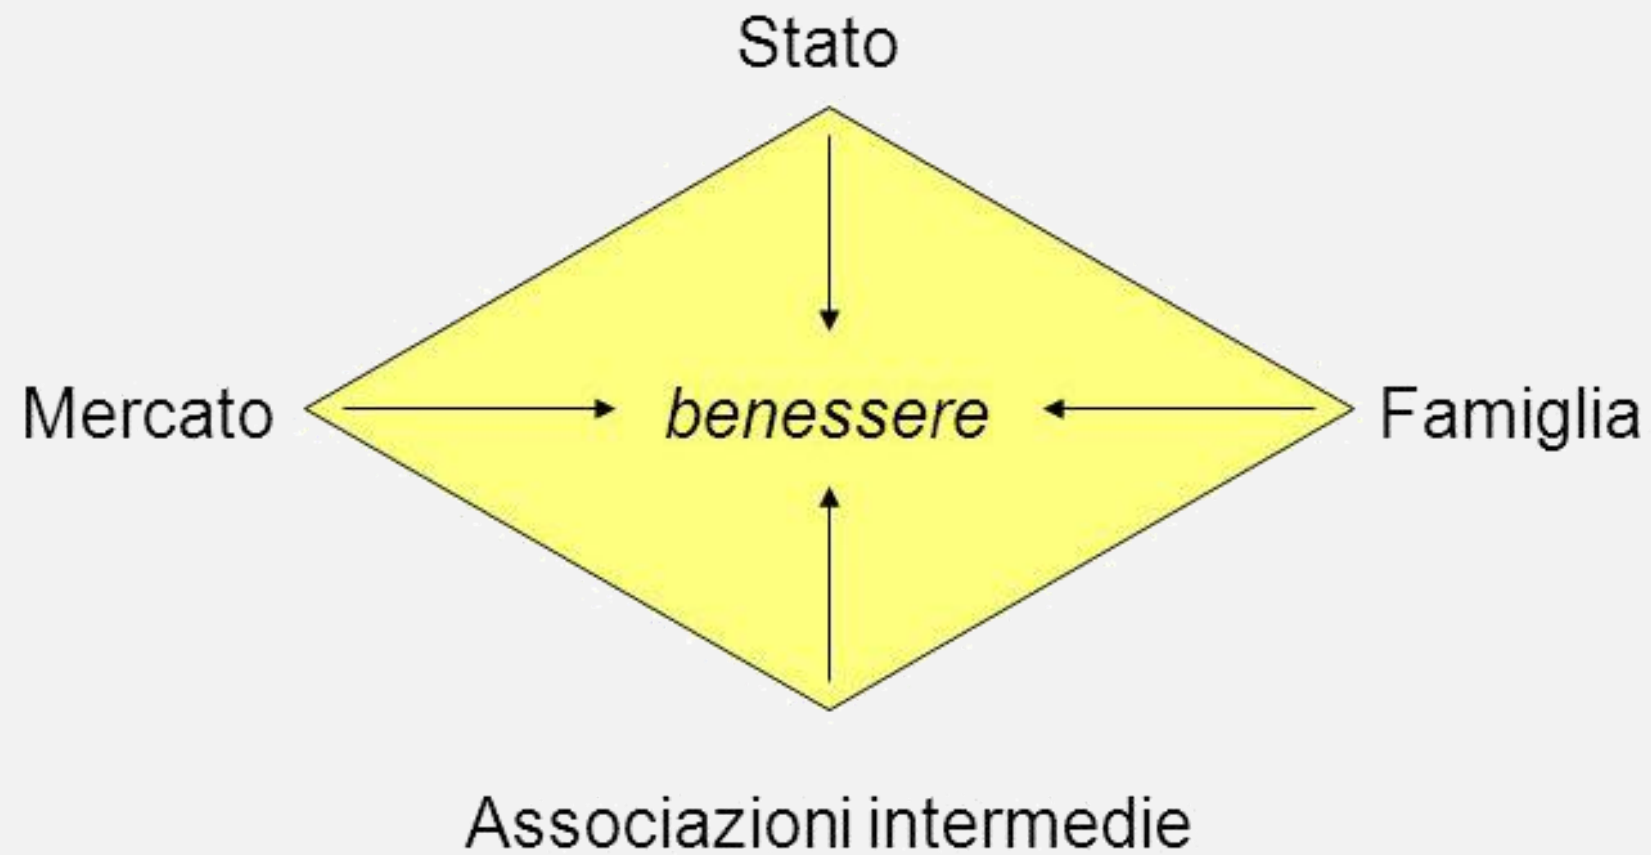 Stato
Mercato
benessere
Famiglia
Associazioni intermedie